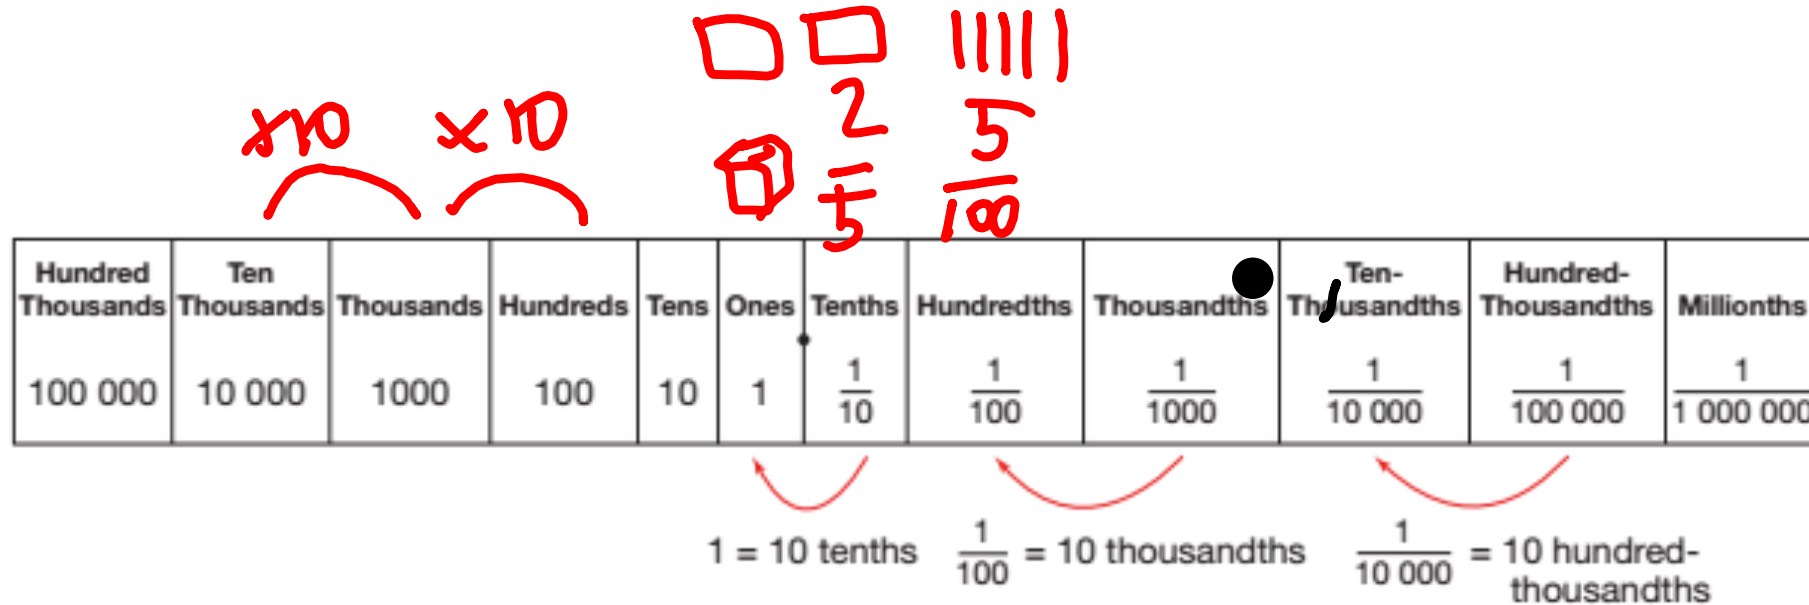 ×10 ×10
2
5
5
100
Hundred Thousands Ten Thousands Thousands Hundreds Tens Ones Tenths Hundredths Thousandths Ten-Thousandths Hundred-Thousandths Millionths
100 000 10 000 1000 100 10 1 1/10 1/100 1/1000 1/10 000 1/100 000 1/1 000 000
1 = 10 tenths 1/100 = 10 thousandths 1/10 000 = 10 hundred-
thousandths